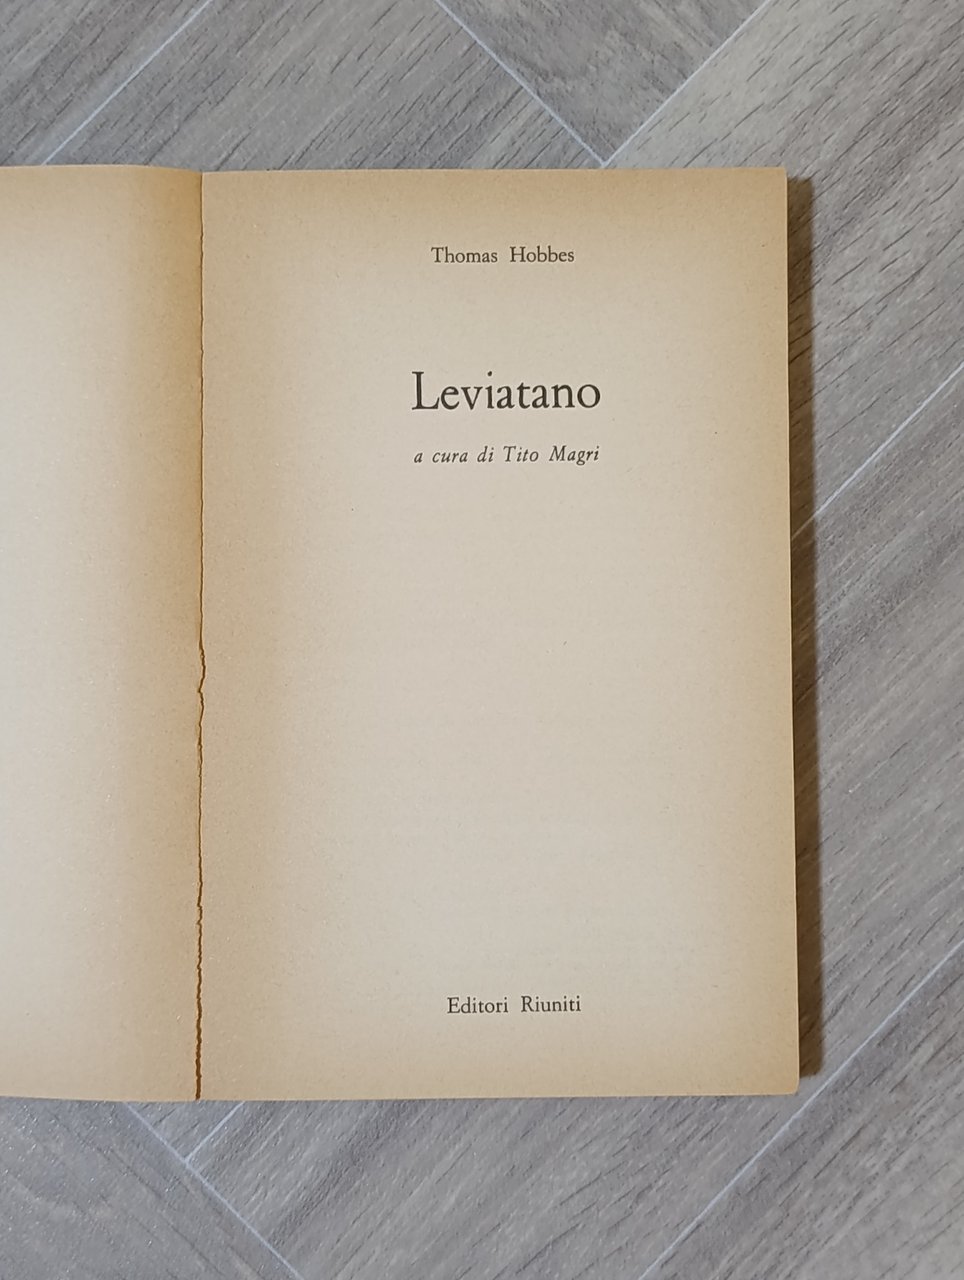 Thomas Hobbes
Leviatano
a cura di Tito Magri
Editori Riuniti